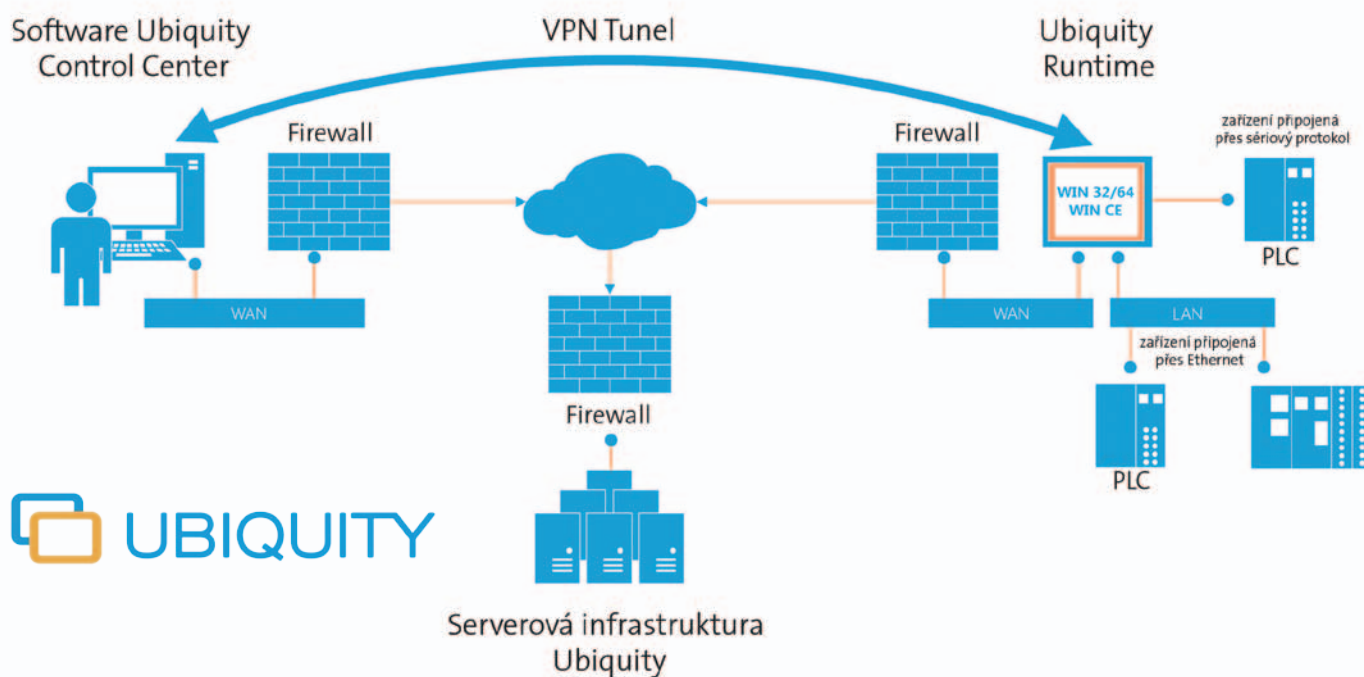 Software Ubiquity
Control Center
VPN Tunel
Ubiquity
Runtime
Firewall
Firewall
zařízení připojená
přes sériový protokol
WIN 32/64
WIN CE
PLC
WAN
WAN
LAN
zařízení připojená
přes Ethernet
Firewall
PLC
UBIQUITY
Serverová infrastruktura
Ubiquity